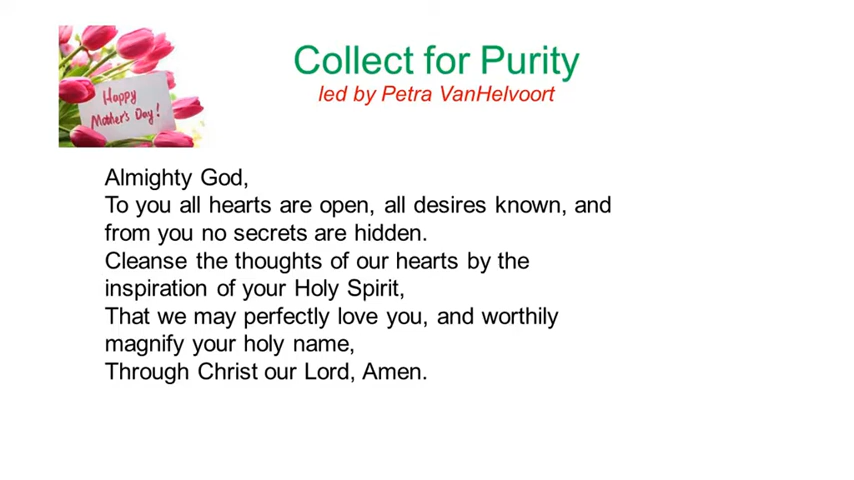 Happy
Mother's Day!
Collect for Purity
led by Petra VanHelvoort
Almighty God,
To you all hearts are open, all desires known, and
from you no secrets are hidden.
Cleanse the thoughts of our hearts by the
inspiration of your Holy Spirit,
That we may perfectly love you, and worthily
magnify your holy name,
Through Christ our Lord, Amen.